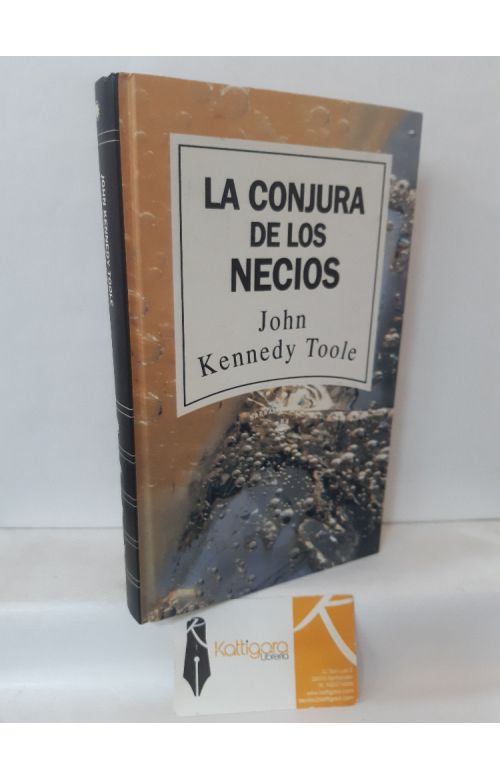 LA CONJURA
DE LOS
NECIOS
John
Kennedy Toole
JOHN KENNEDY TOOLE
Kattigara
Librería